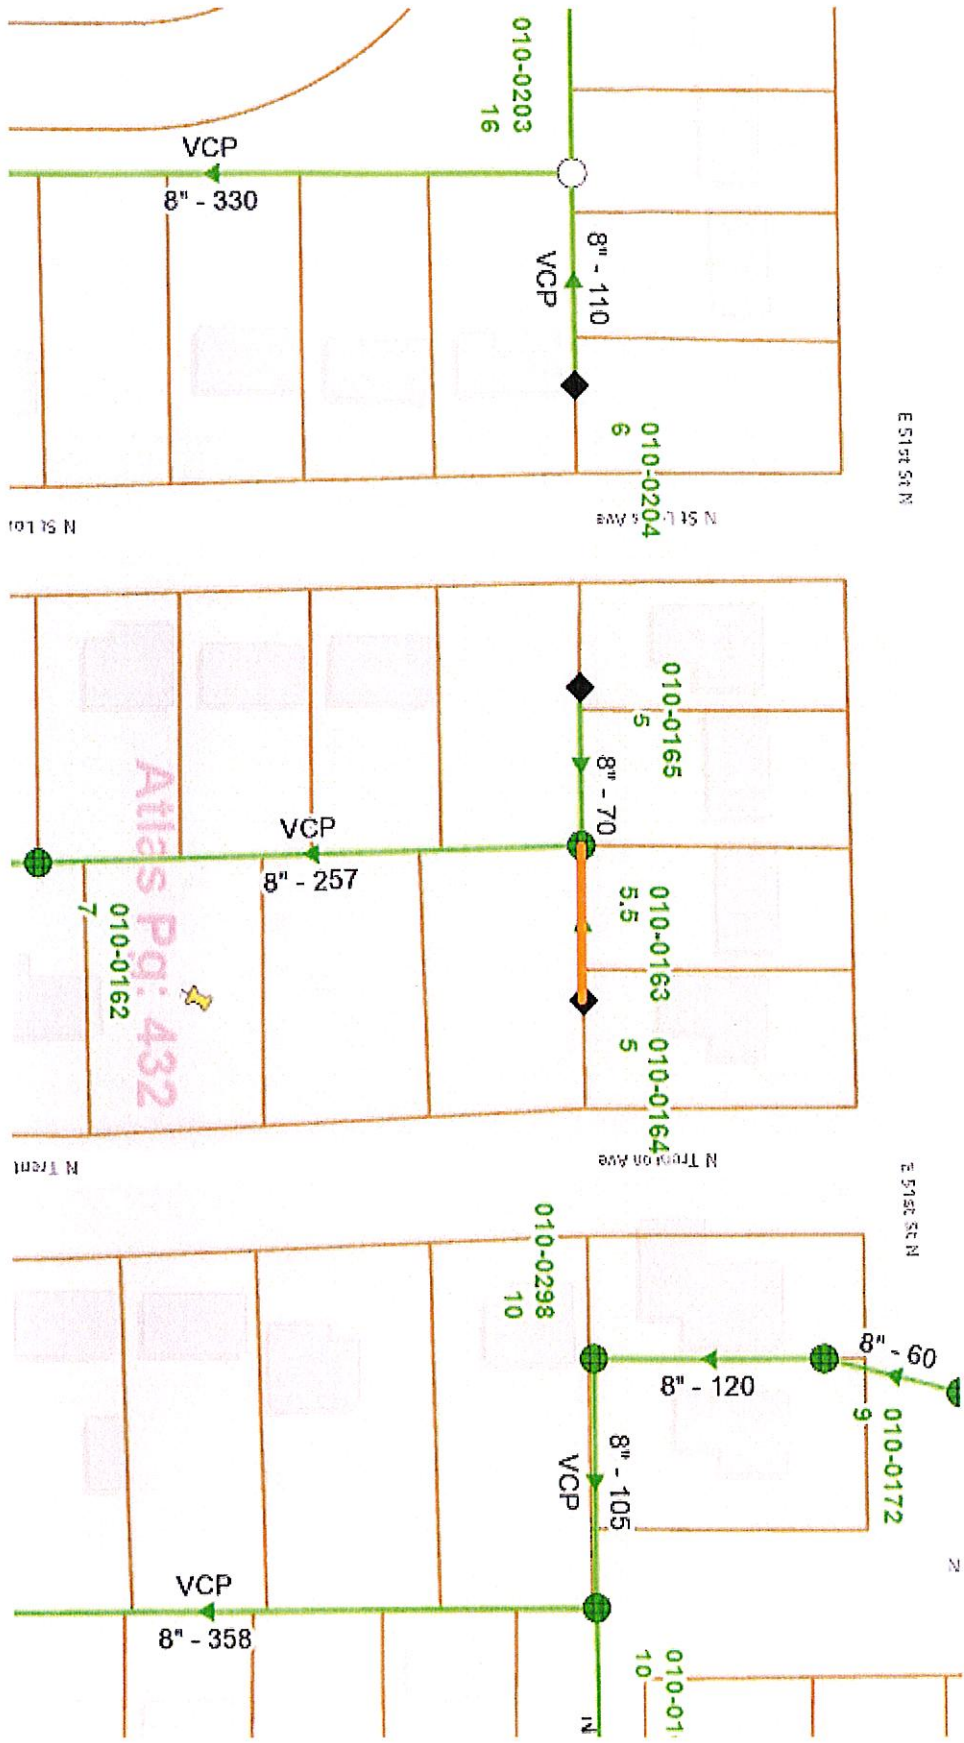 010-0203
16
VCP
8" - 330
8" - 110
VCP
010-0204
6
E 51st St N
N St Loui
010-0165
5
8" - 70
VCP
8" - 257
010-0163
5.5
010-0164
5
010-0162
7
Atlas Pg: 432
N Trenton Ave
N Trent
E 51st St N
010-0298
10
8" - 60
8" - 120
010-0172
9
8" - 105
VCP
N
VCP
8" - 358
010-01
10
N